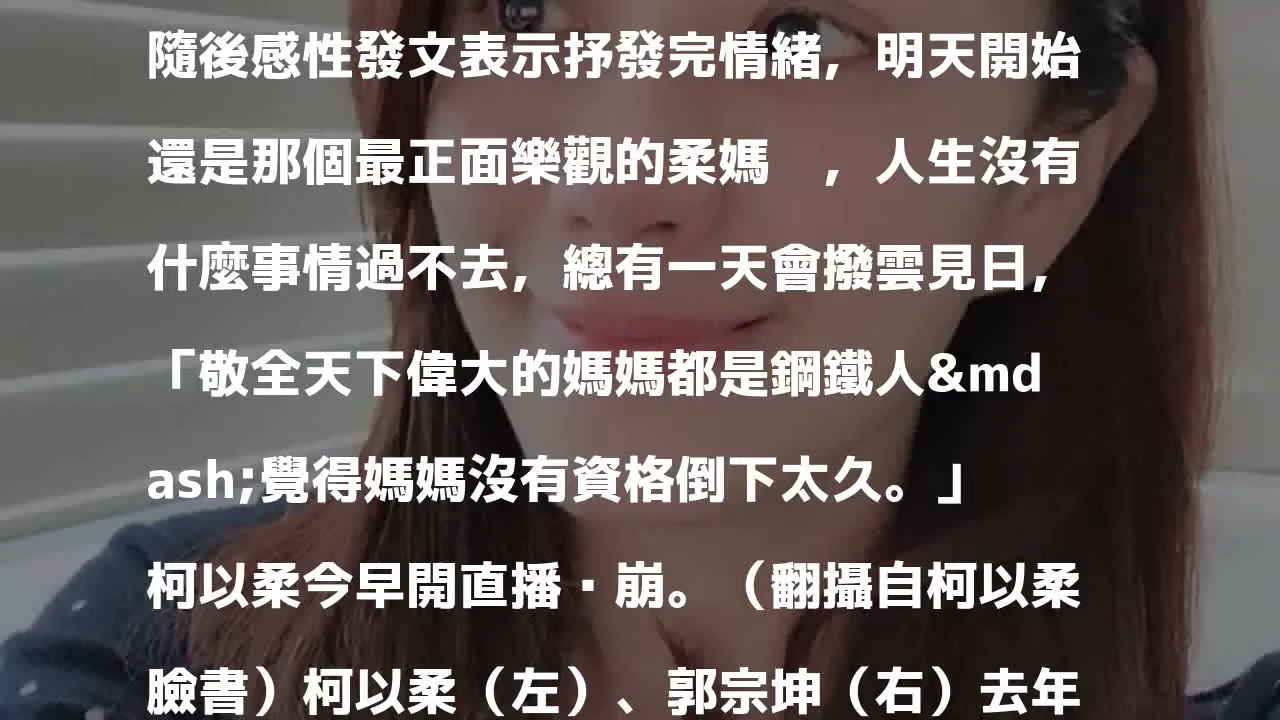 隨後感性發文表示抒發完情緒，明天開始
還是那個最正面樂觀的柔媽　，人生沒有
什麼事情過不去，總有一天會撥雲見日，
「敬全天下偉大的媽媽都是鋼鐵人&md
ash;覺得媽媽沒有資格倒下太久。」
柯以柔今早開直播·崩。（翻攝自柯以柔
臉書）柯以柔（左）、郭宗坤（右）去年